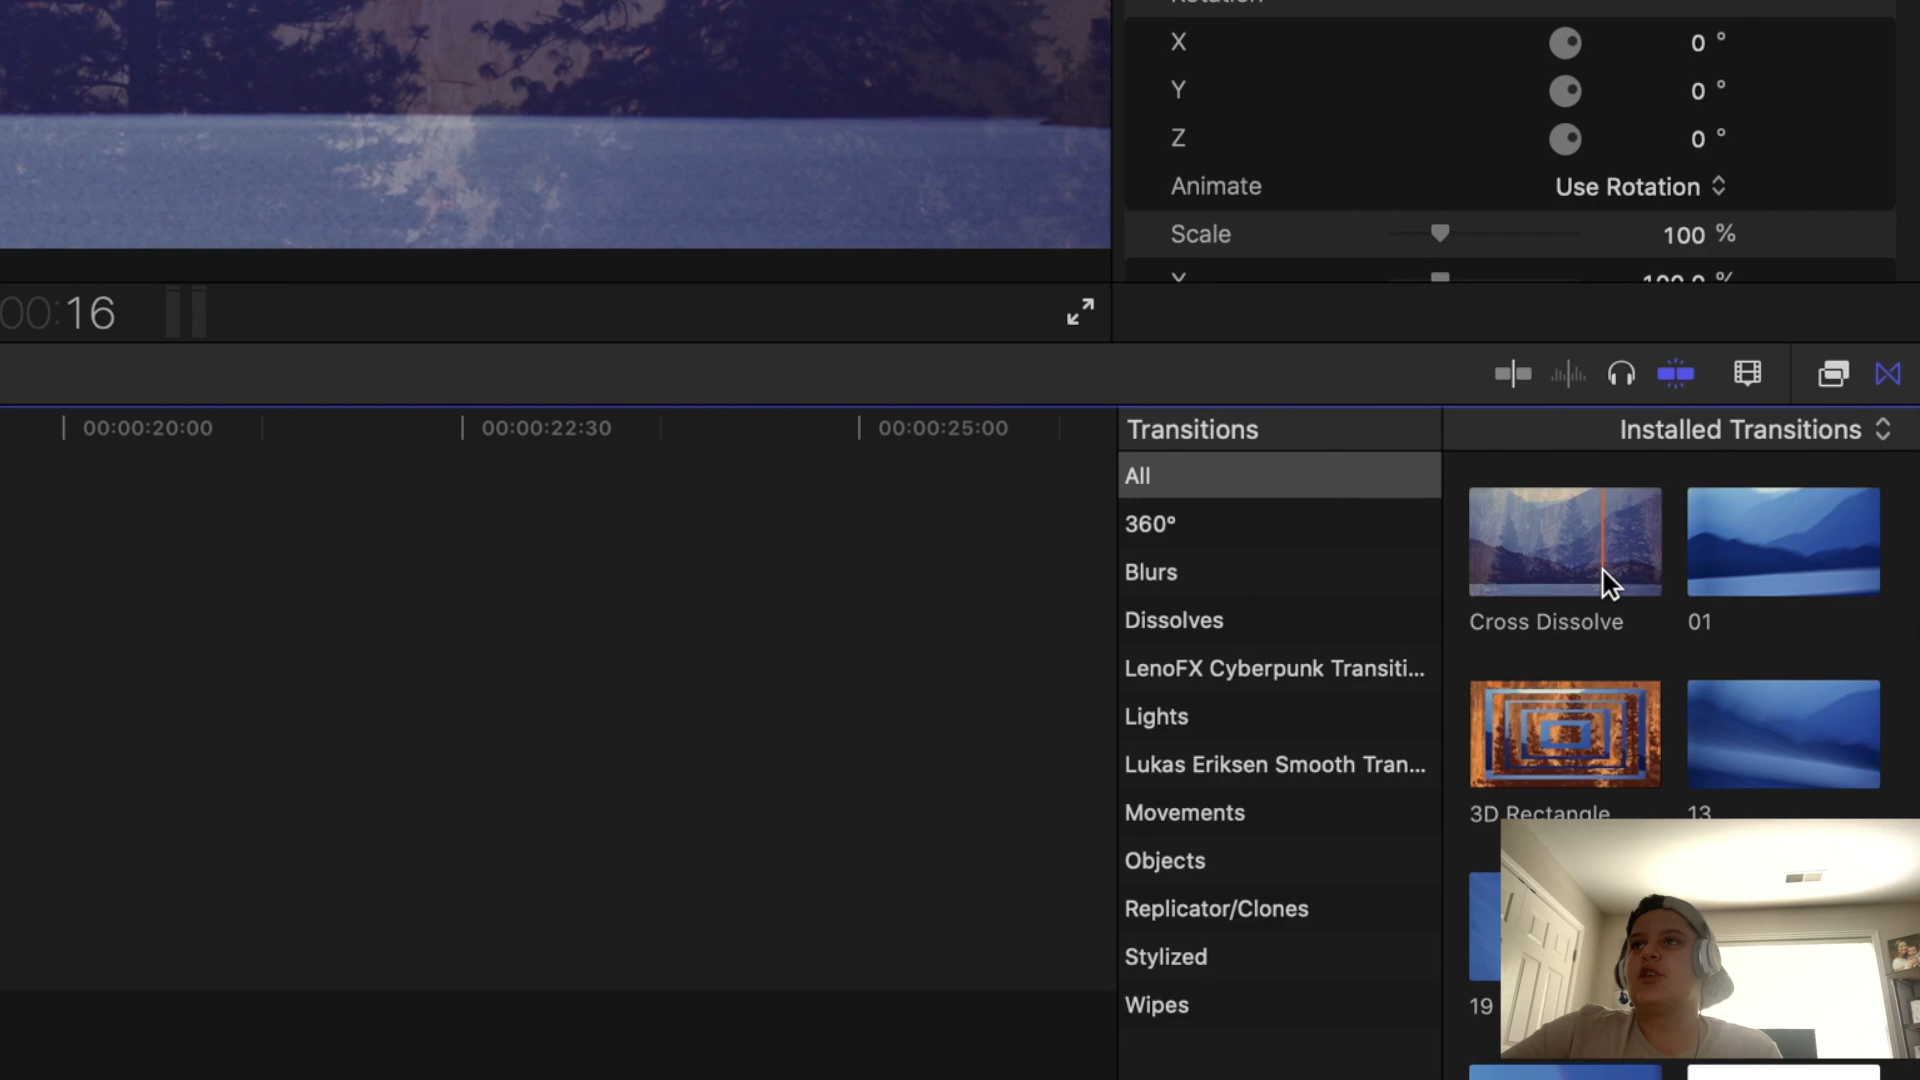 Rotation
X 0 °
Y 0 °
Z 0 °
Animate Use Rotation
Scale 100 %
00:16
00:00:20:00 00:00:22:30 00:00:25:00
Transitions
Installed Transitions
All
360°
Blurs
Dissolves
LenoFX Cyberpunk Transiti...
Lights
Lukas Eriksen Smooth Tran...
Movements
Objects
Replicator/Clones
Stylized
Wipes
Cross Dissolve
01
3D Rectangle
13
19